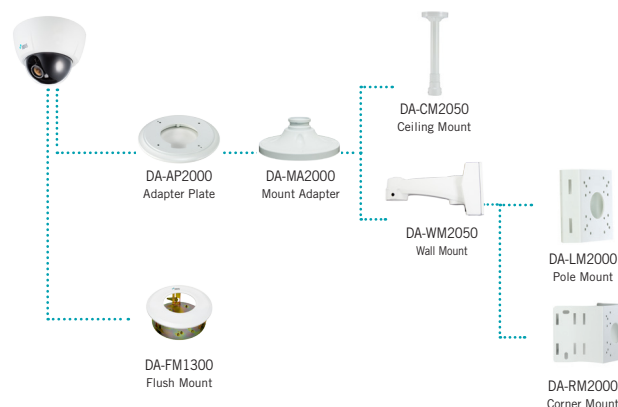 DA-CM2050
Ceiling Mount
DA-AP2000
Adapter Plate
DA-MA2000
Mount Adapter
DA-WM2050
Wall Mount
DA-LM2000
Pole Mount
DA-FM1300
Flush Mount
DA-RM2000
Corner Mount